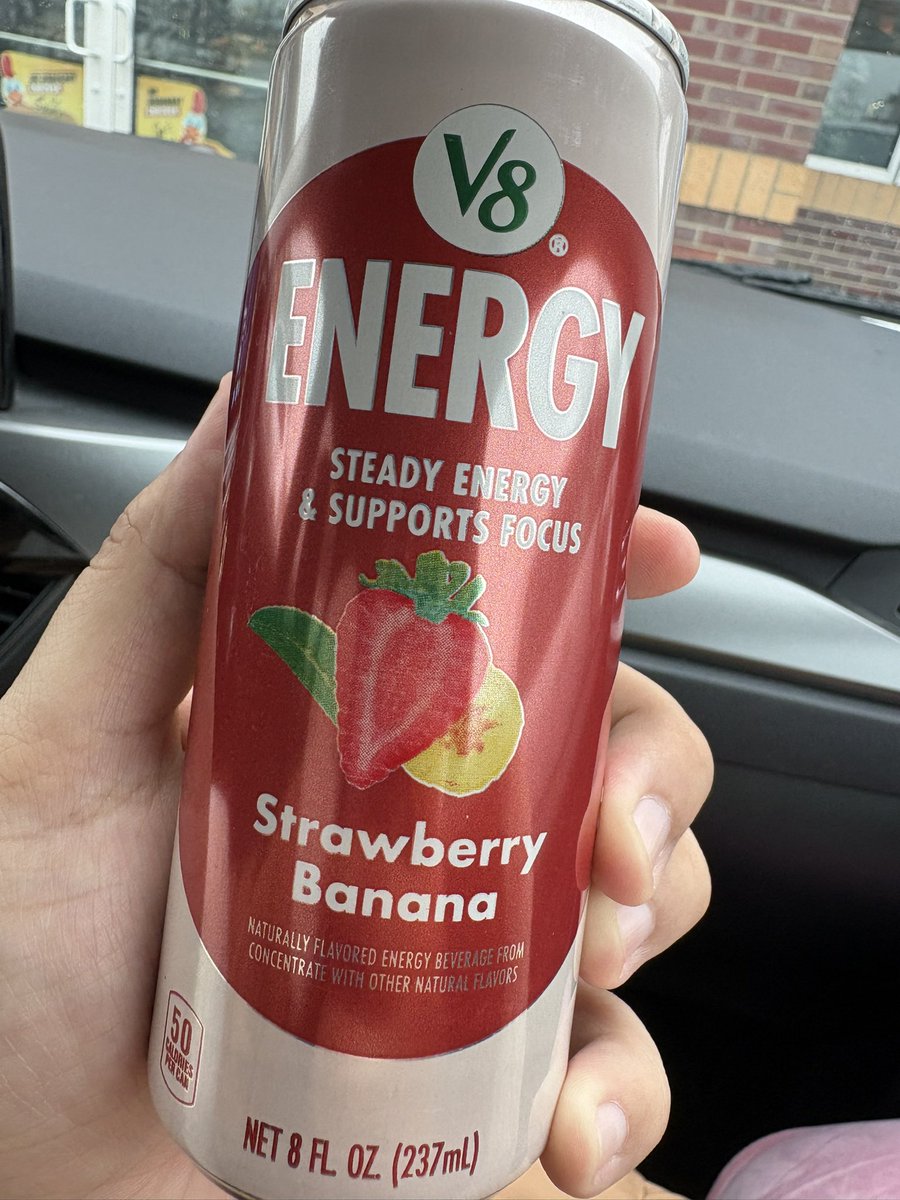 V8
®
ENERGY
STEADY ENERGY
& SUPPORTS FOCUS
Strawberry
Banana
NATURALLY FLAVORED ENERGY BEVERAGE FROM
CONCENTRATE WITH OTHER NATURAL FLAVORS
50
CALORIES
PER CAN
NET 8 FL. OZ. (237mL)